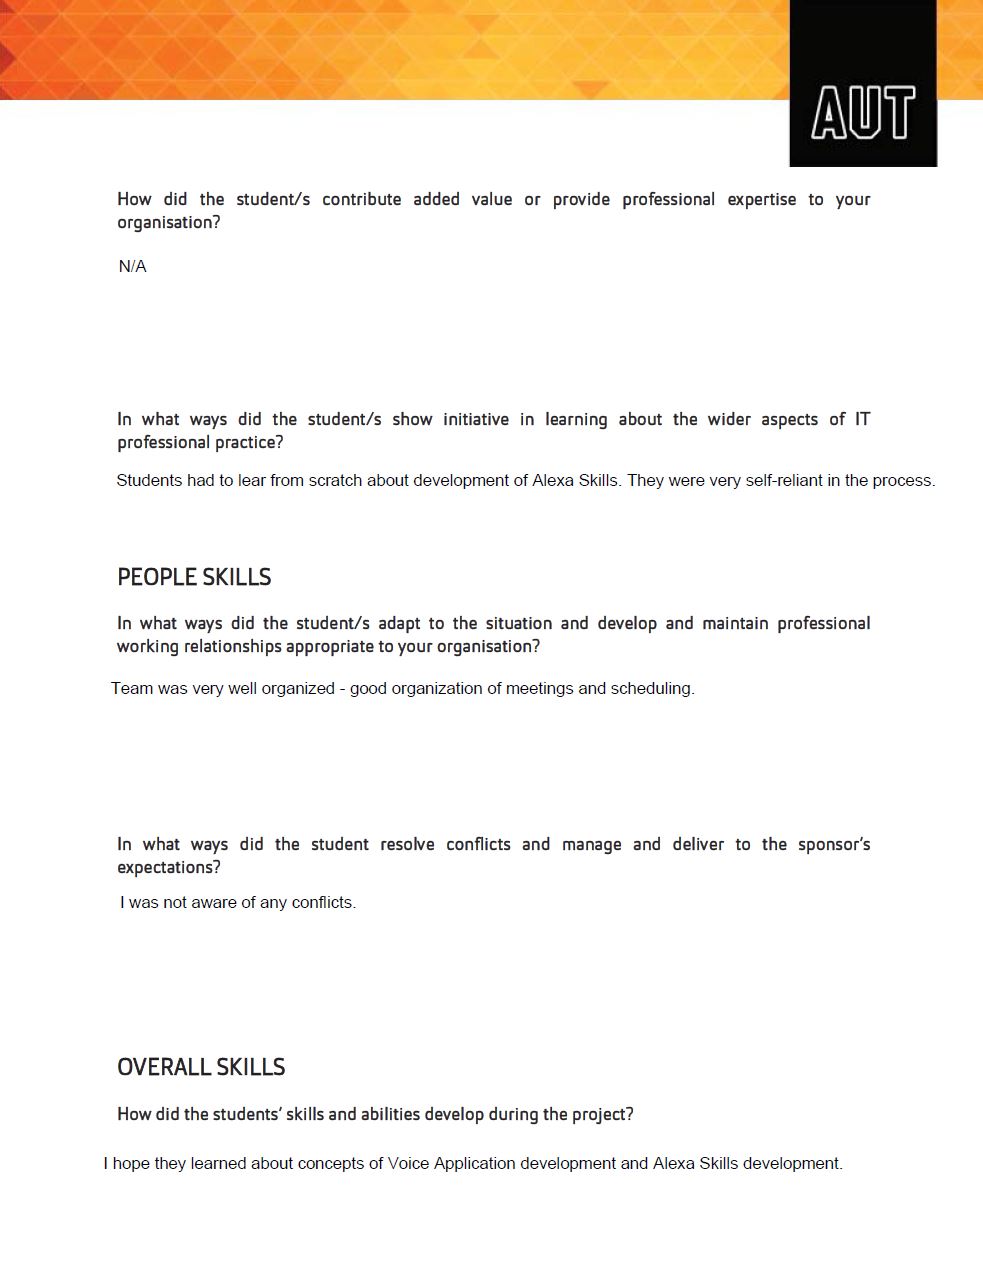 AUT
How did the student/s contribute added value or provide professional expertise to your
organisation?
N/A
In what ways did the student/s show initiative in learning about the wider aspects of IT
professional practice?
Students had to lear from scratch about development of Alexa Skills. They were very self-reliant in the process.
PEOPLE SKILLS
In what ways did the student/s adapt to the situation and develop and maintain professional
working relationships appropriate to your organisation?
Team was very well organized - good organization of meetings and scheduling.
In what ways did the student resolve conflicts and manage and deliver to the sponsor's
expectations?
I was not aware of any conflicts.
OVERALL SKILLS
How did the students' skills and abilities develop during the project?
I hope they learned about concepts of Voice Application development and Alexa Skills development.